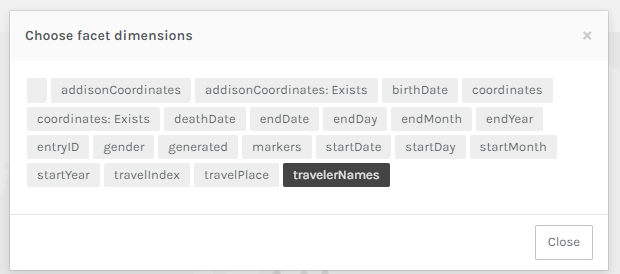 Choose facet dimensions ×
addisonCoordinates addisonCoordinates: Exists birthDate coordinates
coordinates: Exists deathDate endDate endDay endMonth endYear
entryID gender generated markers startDate startDay startMonth
startYear travelIndex travelPlace travelerNames
Close